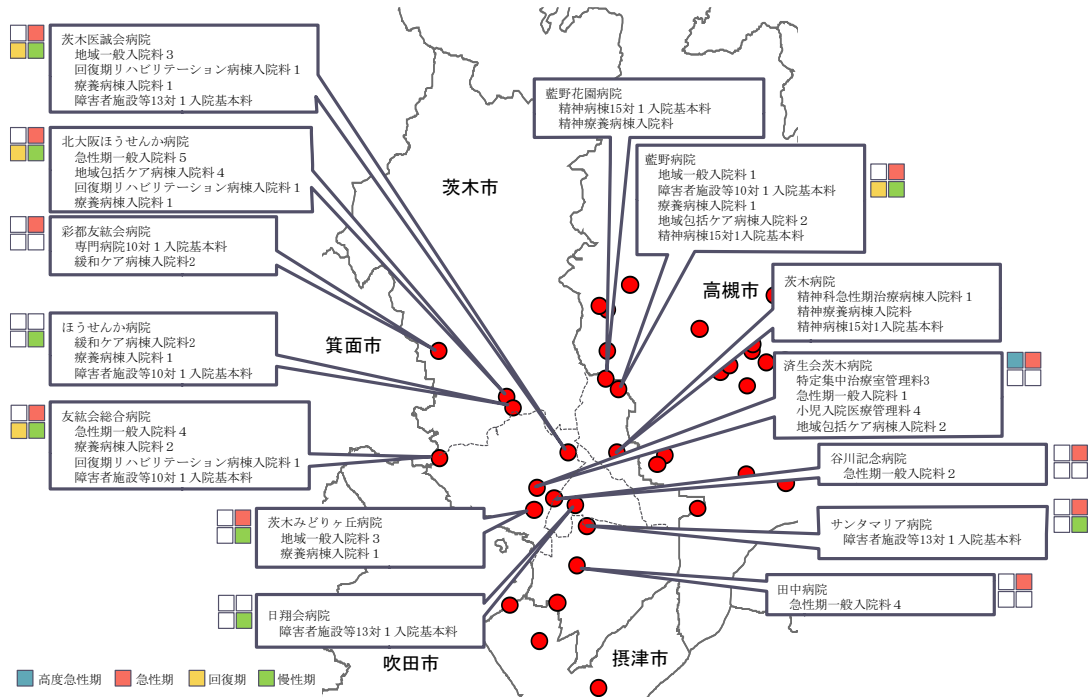 茨木医誠会病院
地域一般入院料３
回復期リハビリテーション病棟入院料１
療養病棟入院料１
障害者施設等13対１入院基本料
北大阪ほうせんか病院
急性期一般入院料５
地域包括ケア病棟入院料４
回復期リハビリテーション病棟入院料１
療養病棟入院料１
彩都友紘会病院
専門病院10対１入院基本料
緩和ケア病棟入院料2
ほうせんか病院
緩和ケア病棟入院料2
療養病棟入院料１
障害者施設等10対１入院基本料
友紘会総合病院
急性期一般入院料４
療養病棟入院料２
回復期リハビリテーション病棟入院料１
障害者施設等10対１入院基本料
茨木みどりヶ丘病院
地域一般入院料３
療養病棟入院料１
日翔会病院
障害者施設等13対１入院基本料
藍野花園病院
精神病棟15対１入院基本料
精神療養病棟入院料
藍野病院
地域一般入院料１
障害者施設等10対１入院基本料
療養病棟入院料１
地域包括ケア病棟入院料２
精神病棟15対1入院基本料
茨木病院
精神科急性期治療病棟入院料１
精神療養病棟入院料
精神病棟15対1入院基本料
済生会茨木病院
特定集中治療室管理料3
急性期一般入院料１
小児入院医療管理料４
地域包括ケア病棟入院料２
谷川記念病院
急性期一般入院料２
サンタマリア病院
障害者施設等13対１入院基本料
田中病院
急性期一般入院料４
茨木市
高槻市
箕面市
吹田市
摂津市
高度急性期
急性期
回復期
慢性期